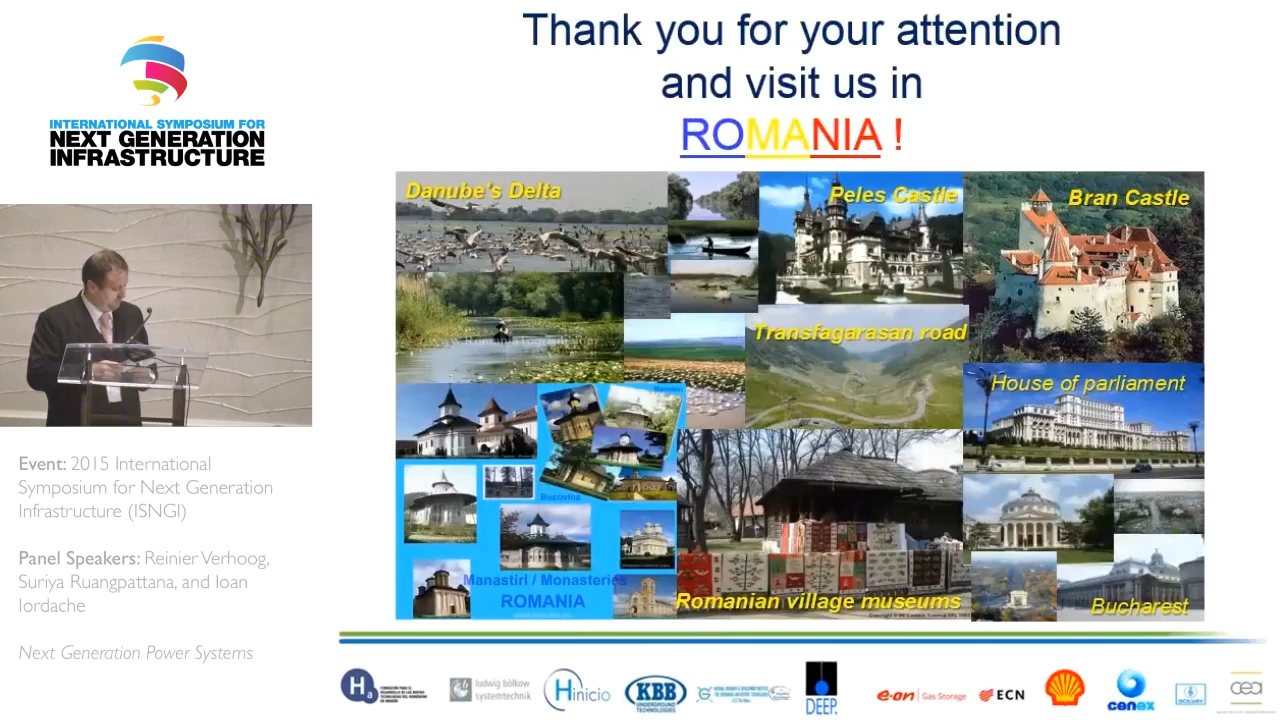 INTERNATIONAL SYMPOSIUM FOR
NEXT GENERATION
INFRASTRUCTURE
Event: 2015 International
Symposium for Next Generation
Infrastructure (ISNGI)
Panel Speakers: Reinier Verhoog,
Suriya Ruangpattana, and Ioan
Iordache
Next Generation Power Systems
Thank you for your attention
and visit us in
ROMANIA !
Danube's Delta
Peles Castle
Bran Castle
Transfagarasan road
House of parliament
Bucovina
Manastiri / Monasteries
ROMANIA
Romanian village museums
Bucharest
Ha
ludwig bölkow
systemtechnik
Hinicio
KBB
UNDERGROUND
TECHNOLOGIES
DEEP.
e·on Gas Storage
ECN
cenex
SOLVAY
cea